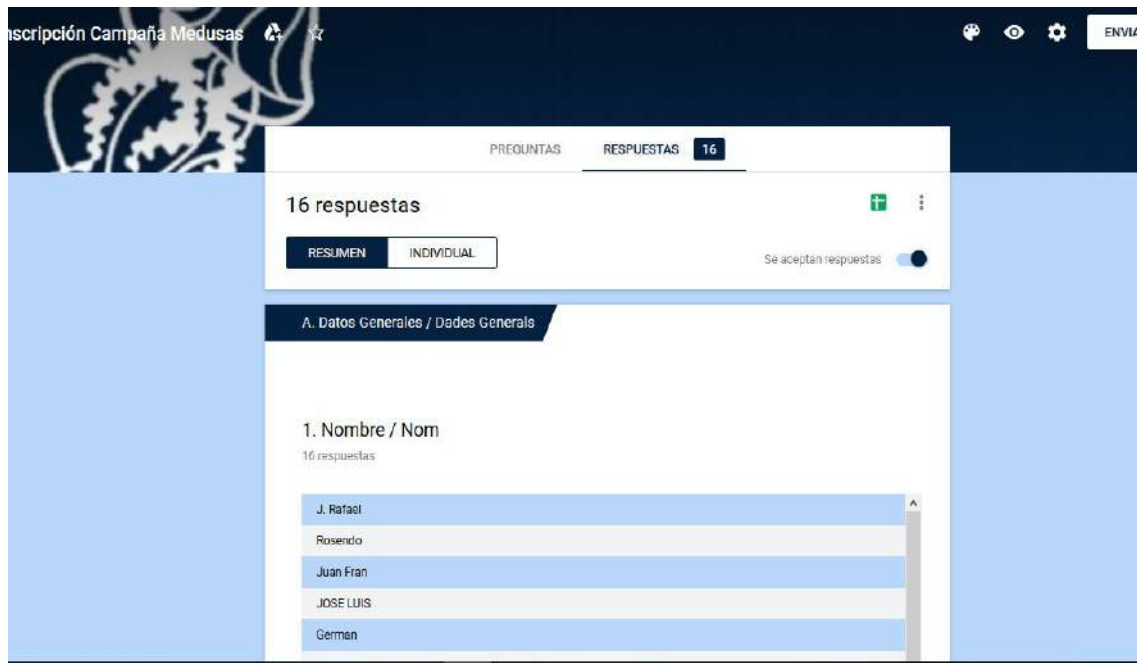 nscripción Campaña Medusas
ENVIA
PREGUNTAS RESPUESTAS 16
16 respuestas
RESUMEN INDIVIDUAL
Se aceptan respuestas
A. Datos Generales / Dades Generals
1. Nombre / Nom
16 respuestas
J. Rafael
Rosendo
Juan Fran
JOSE LUIS
German